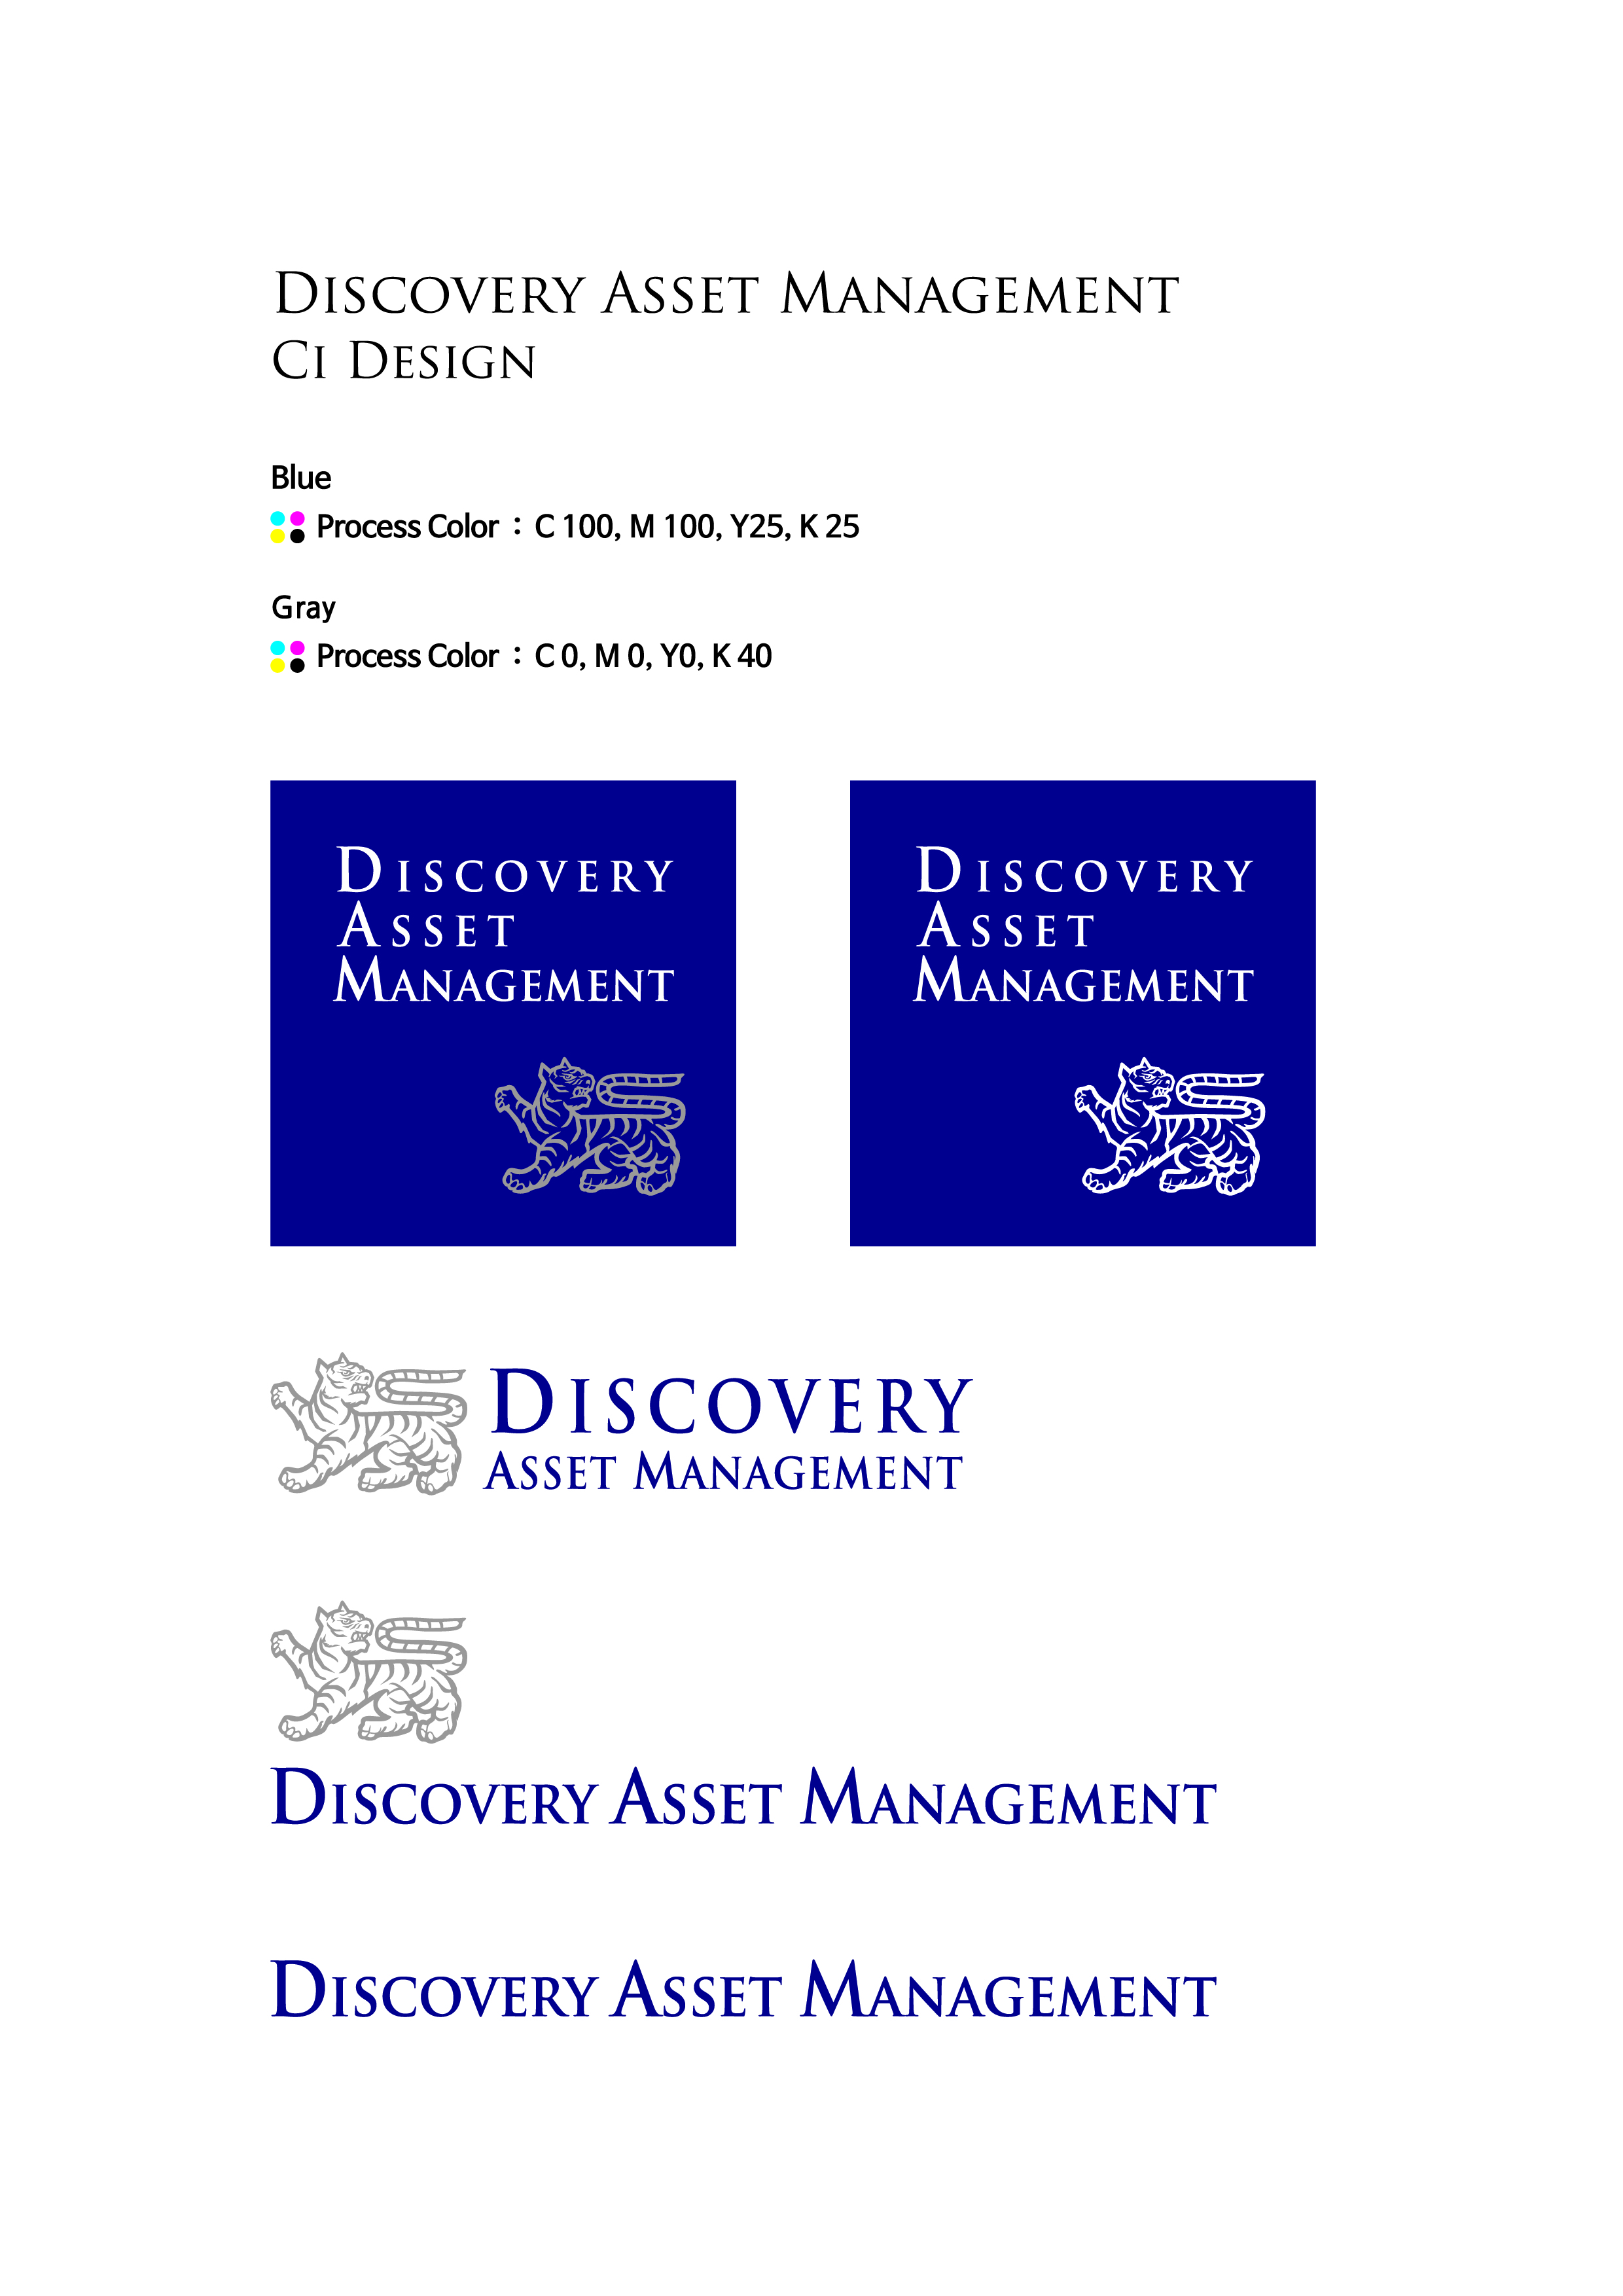 Discovery Asset Management
Ci Design
Blue
Process Color : C 100, M 100, Y25, K 25
Gray
Process Color : C 0, M 0, Y0, K 40
Discovery
Asset
Management
Discovery
Asset
Management
Discovery
Asset Management
Discovery Asset Management
Discovery Asset Management